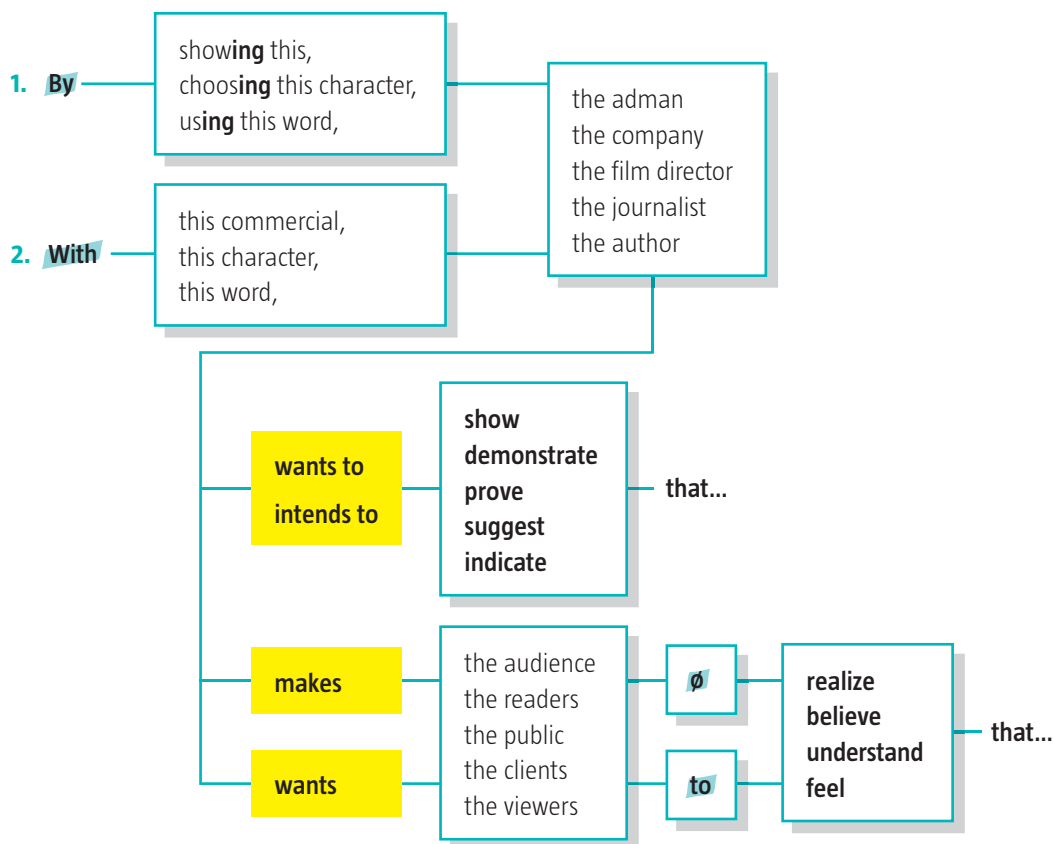 1. By
showing this,
choosing this character,
using this word,
2. With
this commercial,
this character,
this word,
the adman
the company
the film director
the journalist
the author
wants to
intends to
show
demonstrate
prove
suggest
indicate
that...
makes
wants
the audience
the readers
the public
the clients
the viewers
ø
to
realize
believe
understand
feel
that...